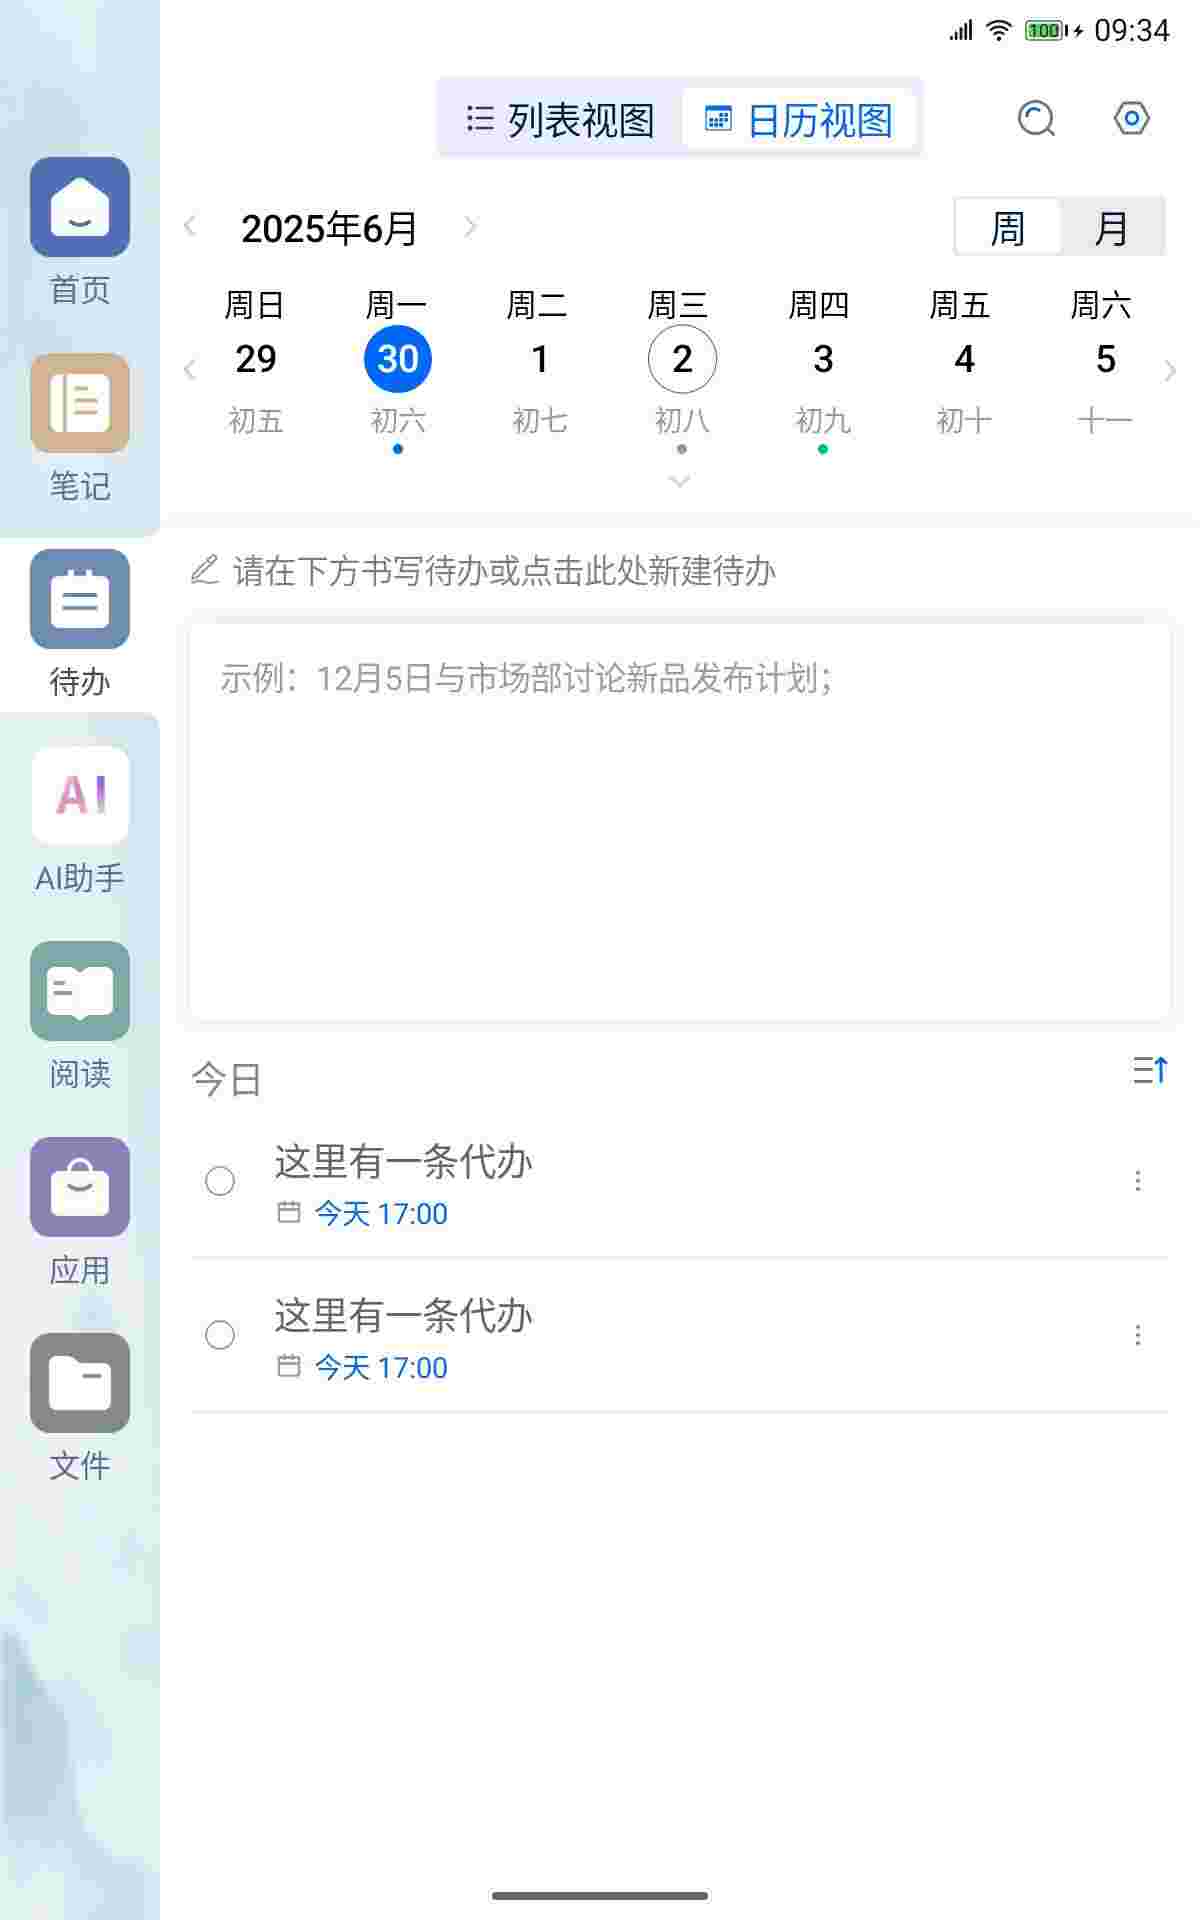 100 09:34
列表视图 日历视图
2025年6月 周 月
周日 周一 周二 周三 周四 周五 周六
29 30 1 2 3 4 5
初五 初六 初七 初八 初九 初十 十一
首页
笔记
待办
AI
AI助手
阅读
应用
文件
请在下方书写待办或点击此处新建待办
示例：12月5日与市场部讨论新品发布计划；
今日
这里有一条代办
今天 17:00
这里有一条代办
今天 17:00